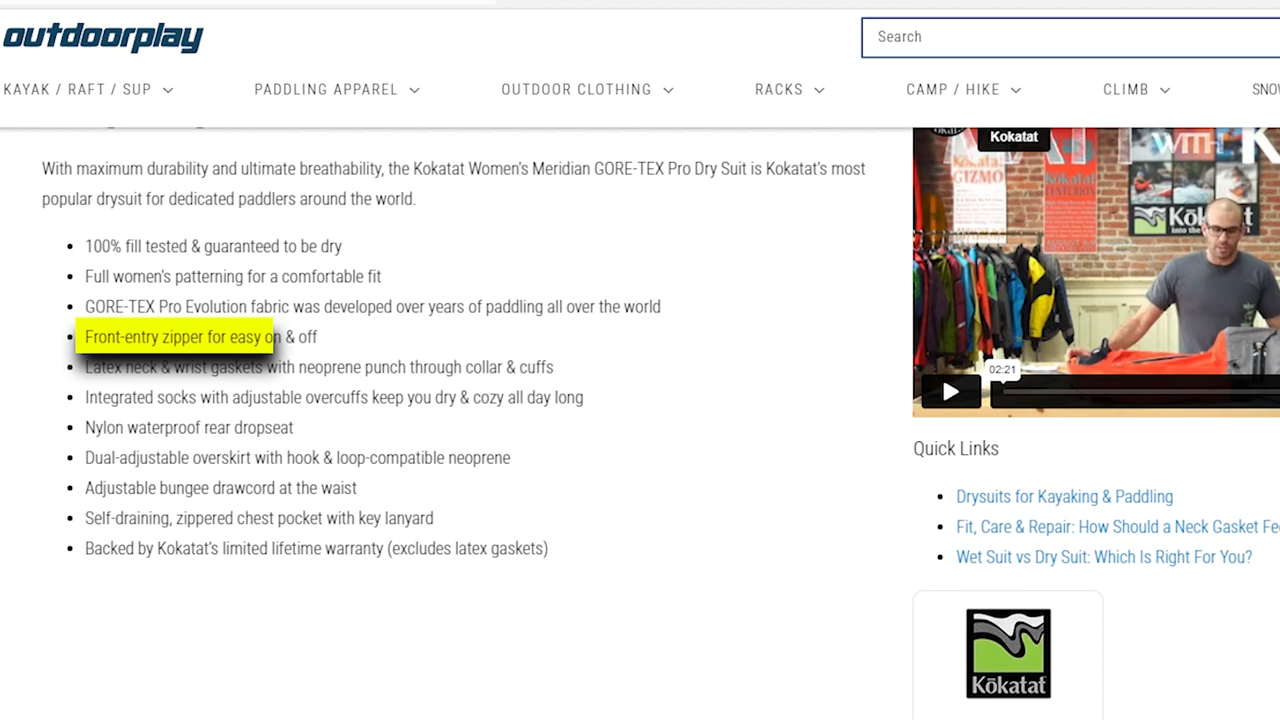 outdoorplay
Search
KAYAK / RAFT / SUP
PADDLING APPAREL
OUTDOOR CLOTHING
RACKS
CAMP / HIKE
CLIMB
With maximum durability and ultimate breathability, the Kokatat Women's Meridian GORE-TEX Pro Dry Suit is Kokatat's most
popular drysuit for dedicated paddlers around the world.
100% fill tested & guaranteed to be dry
Full women's patterning for a comfortable fit
GORE-TEX Pro Evolution fabric was developed over years of paddling all over the world
Front-entry zipper for easy on & off
Latex neck & wrist gaskets with neoprene punch through collar & cuffs
Integrated socks with adjustable overcuffs keep you dry & cozy all day long
Nylon waterproof rear dropseat
Dual-adjustable overskirt with hook & loop-compatible neoprene
Adjustable bungee drawcord at the waist
Self-draining, zippered chest pocket with key lanyard
Backed by Kokatat's limited lifetime warranty (excludes latex gaskets)
Kokatat
WITH K
Kokatat
GIZMO
Kokatat
CENTURION
02:21
Quick Links
Drysuits for Kayaking & Paddling
Fit, Care & Repair: How Should a Neck Gasket
Wet Suit vs Dry Suit: Which Is Right For You?
Kōkatat